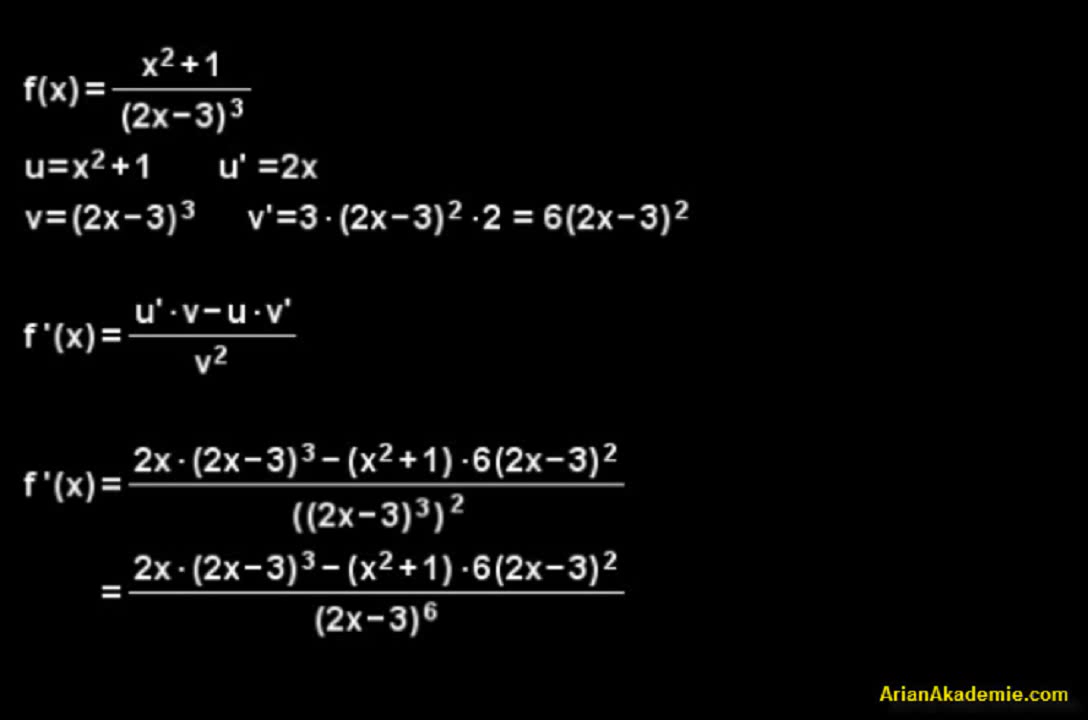 f(x) = (x² + 1) / (2x − 3)³
u = x² + 1 u' = 2x
v = (2x − 3)³ v' = 3 · (2x − 3)² · 2 = 6(2x − 3)²
f '(x) = (u' · v − u · v') / v²
f '(x) = (2x · (2x − 3)³ − (x² + 1) · 6(2x − 3)²) / ((2x − 3)³)²
= (2x · (2x − 3)³ − (x² + 1) · 6(2x − 3)²) / (2x − 3)⁶
ArianAkademie.com